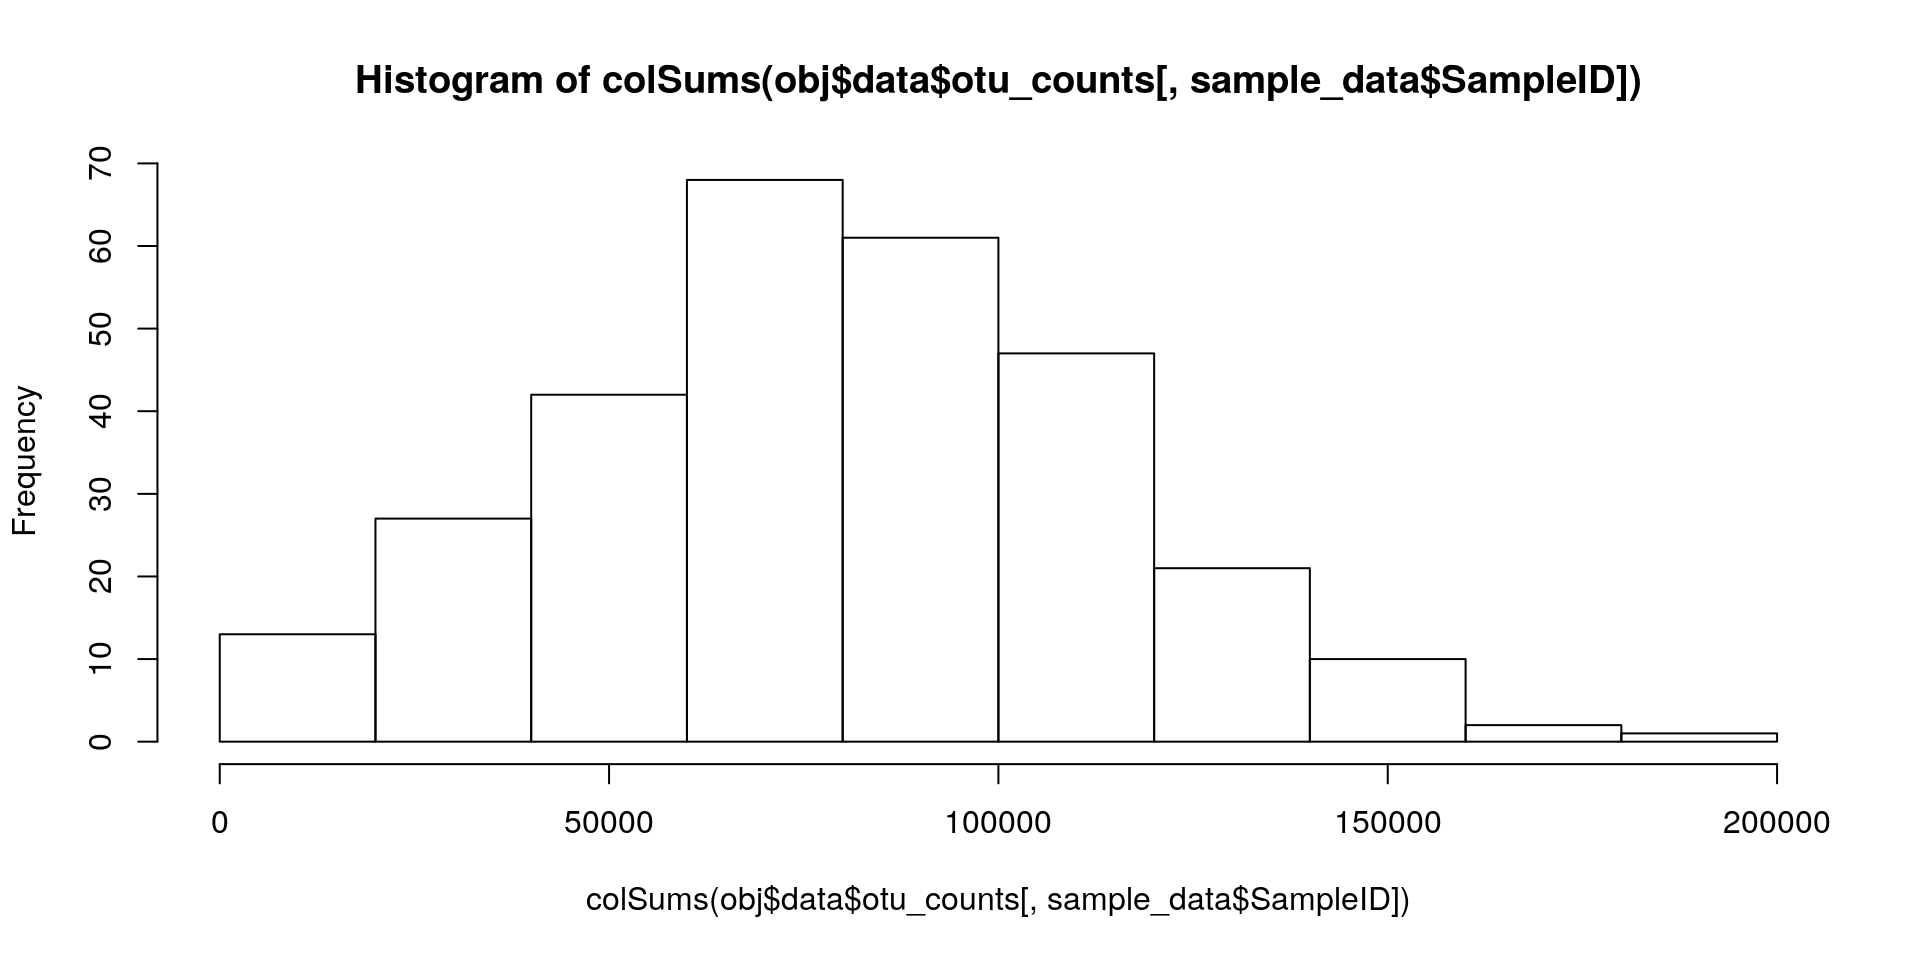 Histogram of colSums(obj$data$otu_counts[, sample_data$SampleID])
Frequency
70
60
50
40
30
20
10
0
0 50000 100000 150000 200000
colSums(obj$data$otu_counts[, sample_data$SampleID])